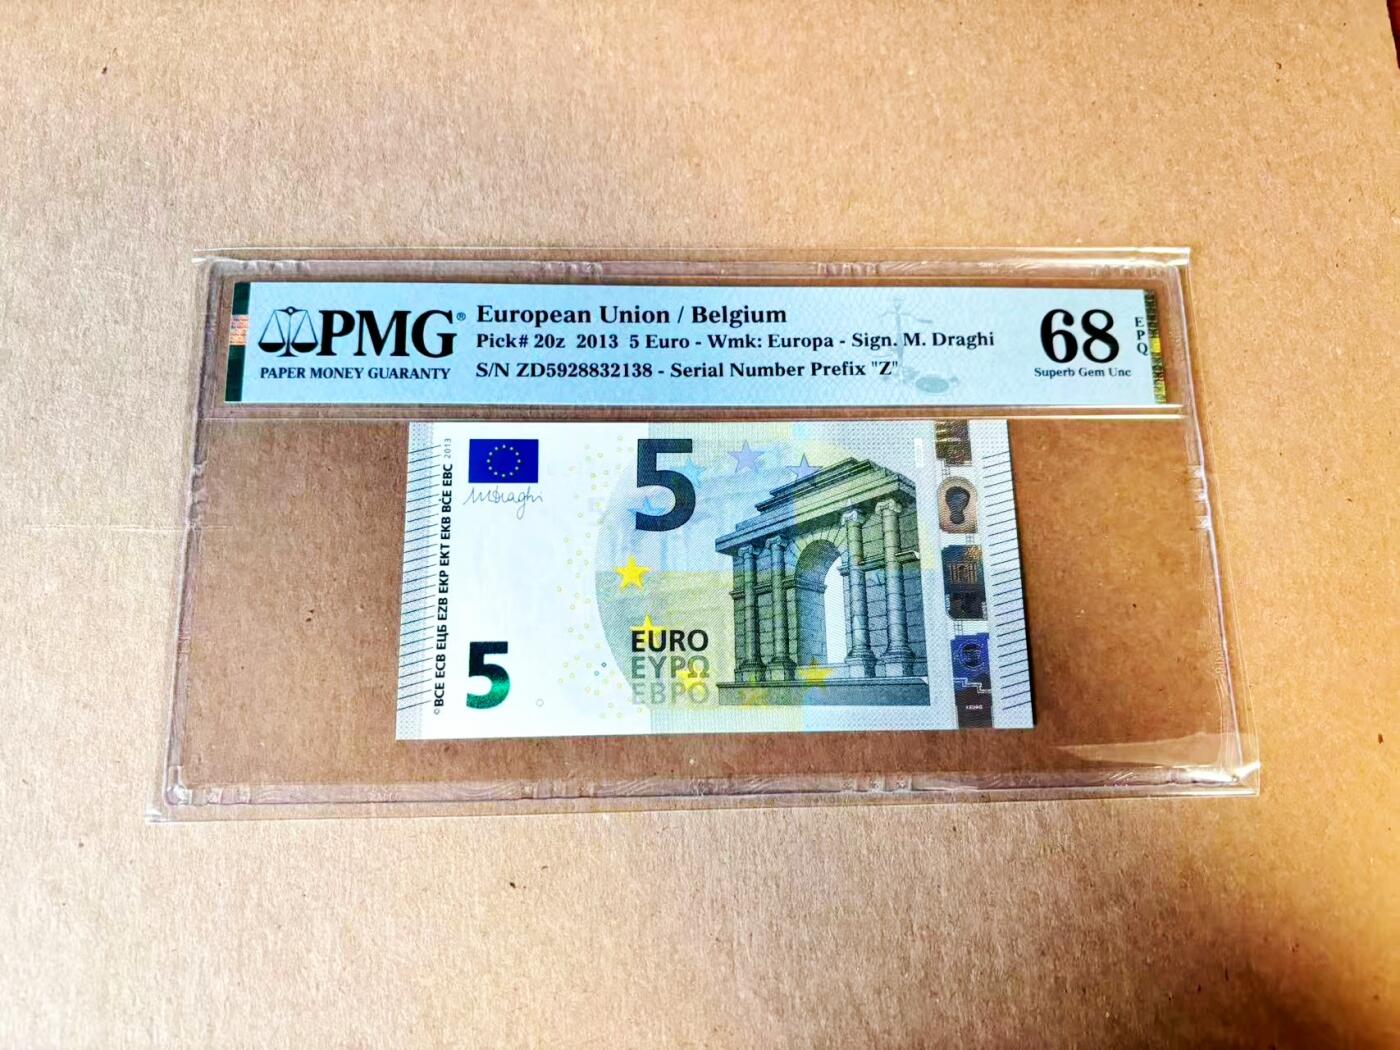 PMG®
PAPER MONEY GUARANTY
European Union / Belgium
Pick# 20z 2013 5 Euro - Wmk: Europa - Sign. M. Draghi
S/N ZD5928832138 - Serial Number Prefix "Z"
68
EPQ
Superb Gem Unc
©BCE ECB ЕЦБ EZB EKP EKT EKB BĊE EBC 2013
MDraghi
5
5
EURO
ΕΥΡΩ
ЕВРО